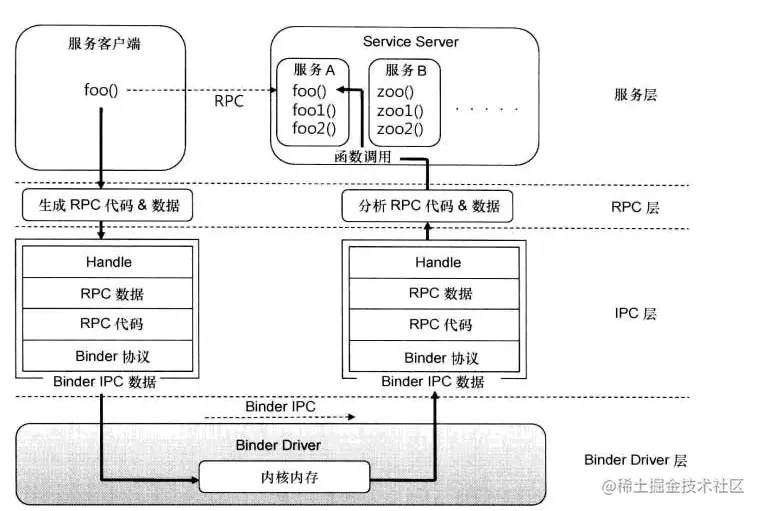 服务客户端
foo()
RPC
Service Server
服务A
foo()
foo1()
foo2()
服务B
zoo()
zoo1()
zoo2()
. . . . .
函数调用
服务层
生成 RPC 代码 & 数据
分析 RPC 代码 & 数据
RPC 层
Handle
RPC 数据
RPC 代码
Binder 协议
Binder IPC 数据
Handle
RPC 数据
RPC 代码
Binder 协议
Binder IPC 数据
IPC 层
Binder IPC
Binder Driver
内核内存
Binder Driver 层
@稀土掘金技术社区